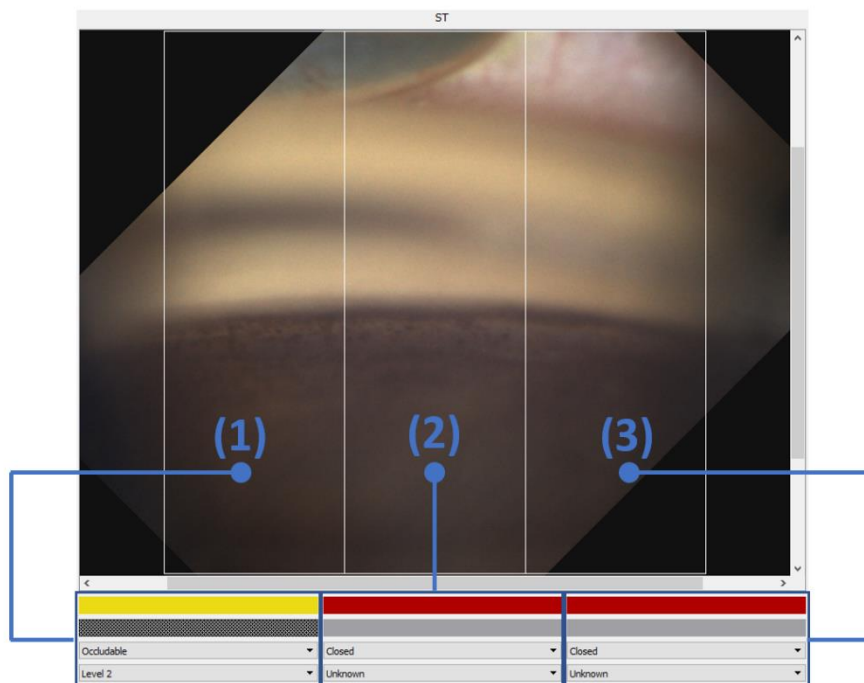 ST
(1) (2) (3)
Occludable Closed Closed
Level 2 Unknown Unknown